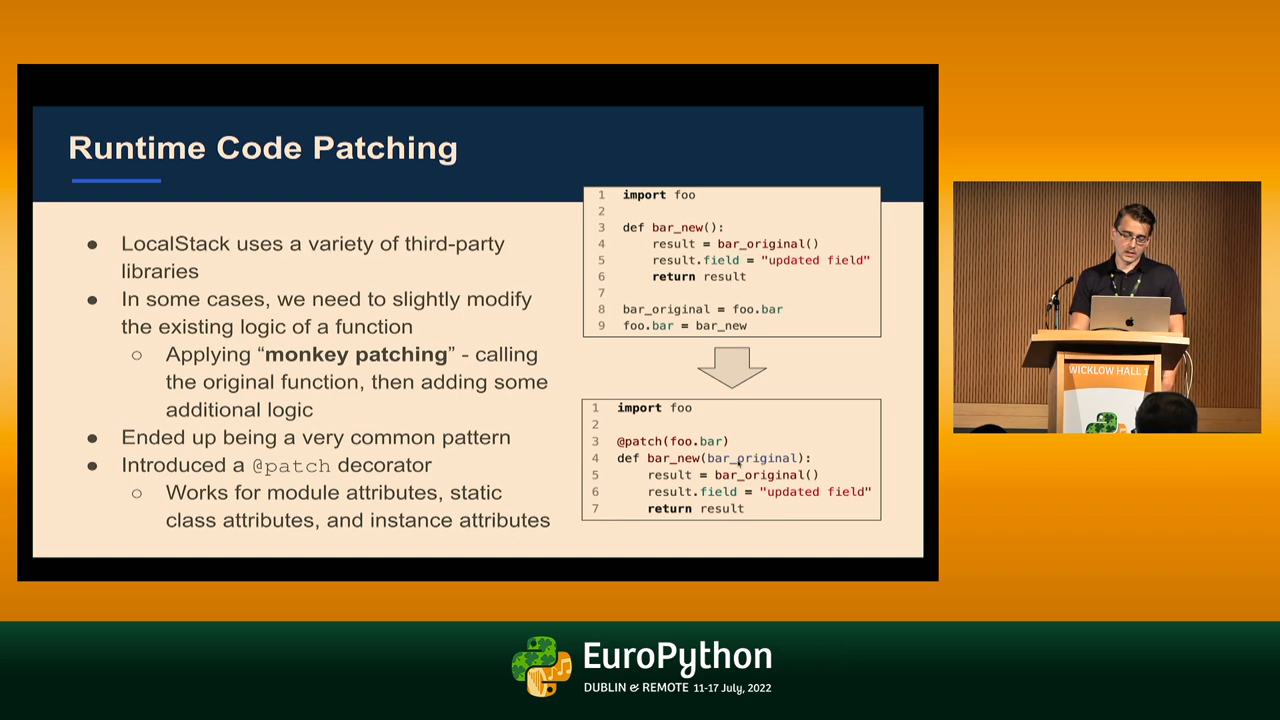 Runtime Code Patching
● LocalStack uses a variety of third-party
libraries
● In some cases, we need to slightly modify
the existing logic of a function
○ Applying “monkey patching” - calling
the original function, then adding some
additional logic
● Ended up being a very common pattern
● Introduced a @patch decorator
○ Works for module attributes, static
class attributes, and instance attributes
1 import foo
2
3 def bar_new():
4     result = bar_original()
5     result.field = "updated field"
6     return result
7
8 bar_original = foo.bar
9 foo.bar = bar_new
1 import foo
2
3 @patch(foo.bar)
4 def bar_new(bar_original):
5     result = bar_original()
6     result.field = "updated field"
7     return result
WICKLOW HALL 1
EuroPython
DUBLIN & REMOTE 11-17 July, 2022